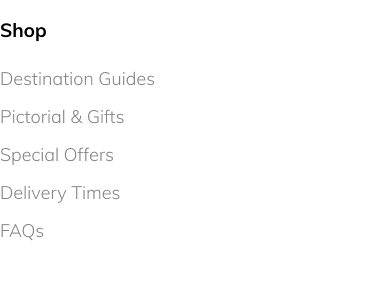 Shop
Destination Guides
Pictorial & Gifts
Special Offers
Delivery Times
FAQs